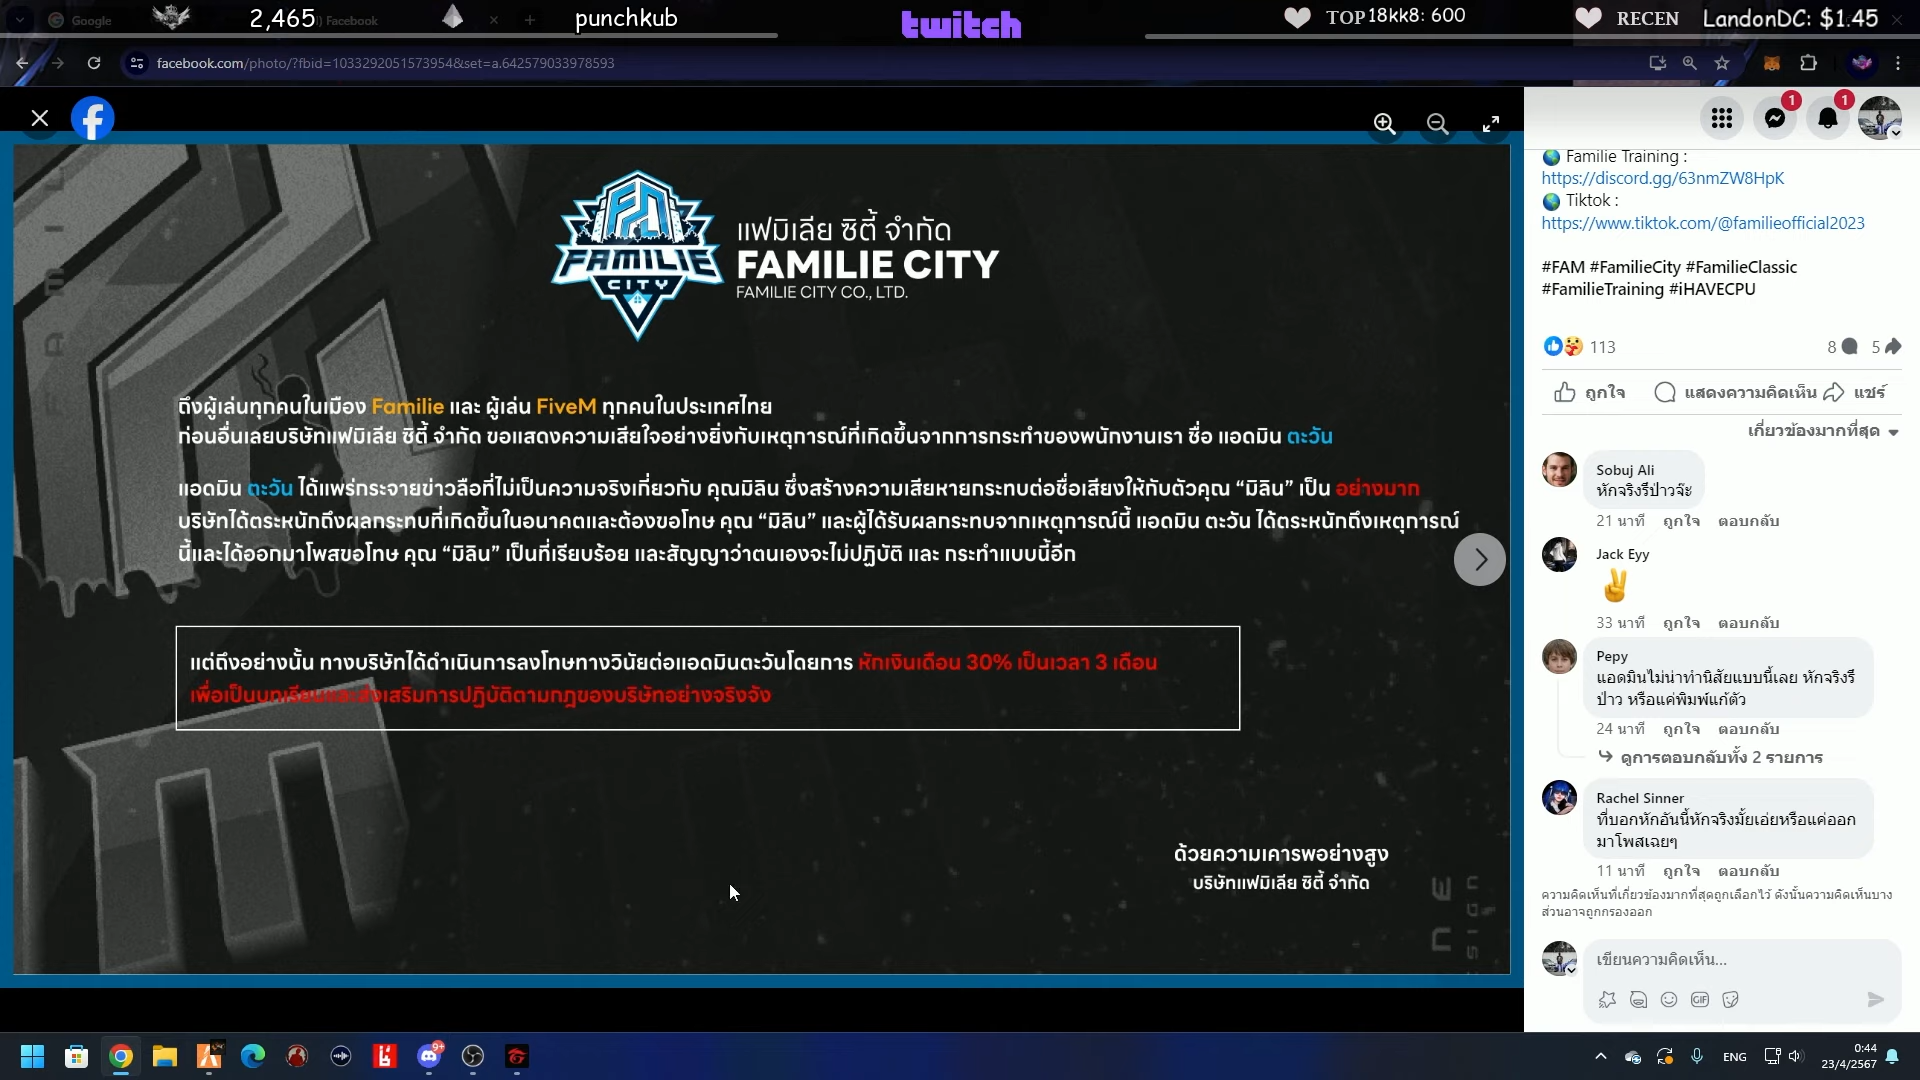 Google
2,465
Facebook
punchkub
twitch
TOP 18kk8: 600
RECEN LandonDC: $1.45
facebook.com/photo/?fbid=1033292051573954&set=a.642579033978593
FAMILIE
CITY
แฟมิเลีย ซิตี้ จำกัด
FAMILIE CITY
FAMILIE CITY CO., LTD.
ถึงผู้เล่นทุกคนในเมือง Familie และ ผู้เล่น FiveM ทุกคนในประเทศไทย
ก่อนอื่นเลยบริษัทแฟมิเลีย ซิตี้ จำกัด ขอแสดงความเสียใจอย่างยิ่งกับเหตุการณ์ที่เกิดขึ้นจากการกระทำของพนักงานเรา ชื่อ แอดมิน ตะวัน
แอดมิน ตะวัน ได้แพร่กระจายข่าวลือที่ไม่เป็นความจริงเกี่ยวกับ คุณมิลิน ซึ่งสร้างความเสียหายกระทบต่อชื่อเสียงให้กับตัวคุณ “มิลิน” เป็น อย่างมาก
บริษัทได้ตระหนักถึงผลกระทบที่เกิดขึ้นในอนาคตและต้องขอโทษ คุณ “มิลิน” และผู้ได้รับผลกระทบจากเหตุการณ์นี้ แอดมิน ตะวัน ได้ตระหนักถึงเหตุการณ์
นี้และได้ออกมาโพสขอโทษ คุณ “มิลิน” เป็นที่เรียบร้อย และสัญญาว่าตนเองจะไม่ปฏิบัติ และ กระทำแบบนี้อีก
แต่ถึงอย่างนั้น ทางบริษัทได้ดำเนินการลงโทษทางวินัยต่อแอดมินตะวันโดยการ หักเงินเดือน 30% เป็นเวลา 3 เดือน
เพื่อเป็นบทเรียนและส่งเสริมการปฏิบัติตามกฎของบริษัทอย่างจริงจัง
ด้วยความเคารพอย่างสูง
บริษัทแฟมิเลีย ซิตี้ จำกัด
1
1
Familie Training :
https://discord.gg/63nmZW8HpK
Tiktok :
https://www.tiktok.com/@familieofficial2023
#FAM #FamilieCity #FamilieClassic
#FamilieTraining #iHAVECPU
113
8 5
ถูกใจ แสดงความคิดเห็น แชร์
เกี่ยวข้องมากที่สุด
Sobuj Ali
หักจริงรึป่าวจ๊ะ
21 นาที ถูกใจ ตอบกลับ
Jack Eyy
33 นาที ถูกใจ ตอบกลับ
Pepy
แอดมินไม่น่าทำนิสัยแบบนี้เลย หักจริงรึ
ป่าว หรือแค่พิมพ์แก้ตัว
24 นาที ถูกใจ ตอบกลับ
ดูการตอบกลับทั้ง 2 รายการ
Rachel Sinner
ที่บอกหักอันนี้หักจริงมั้ยเอ่ยหรือแค่ออก
มาโพสเฉยๆ
11 นาที ถูกใจ ตอบกลับ
ความคิดเห็นที่เกี่ยวข้องมากที่สุดถูกเลือกไว้ ดังนั้นความคิดเห็นบาง
ส่วนอาจถูกกรองออก
เขียนความคิดเห็น...
GIF
9+
ENG
0:44
23/4/2567